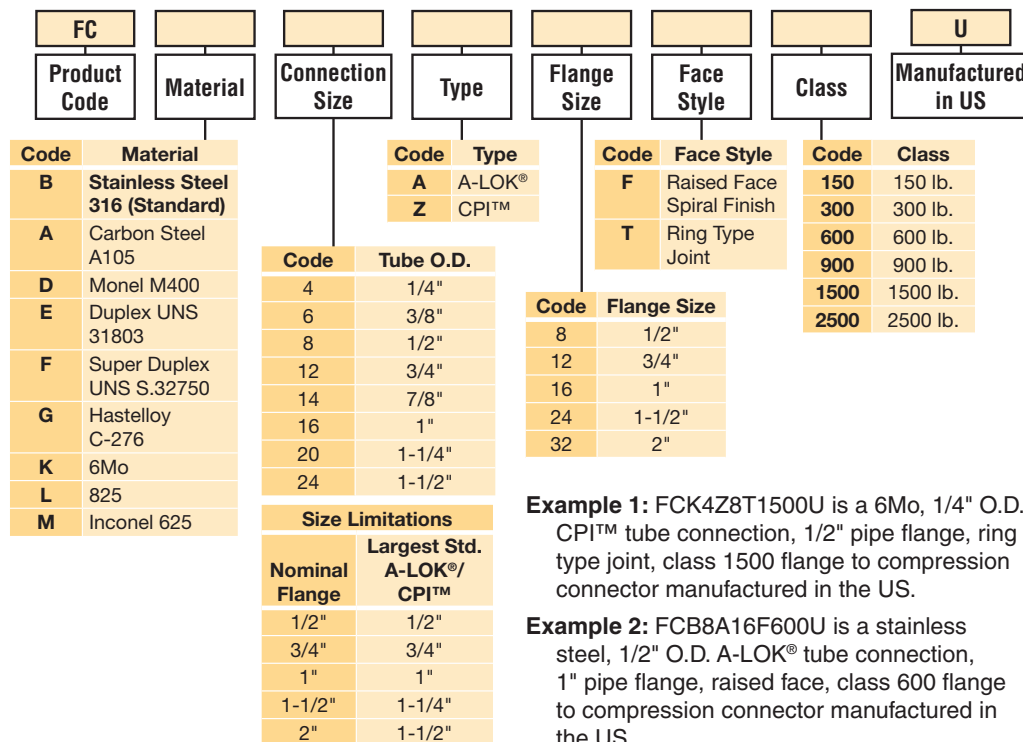 FC
U
Product Code
Material
Connection Size
Type
Flange Size
Face Style
Class
Manufactured in US
Code Material
B Stainless Steel 316 (Standard)
A Carbon Steel A105
D Monel M400
E Duplex UNS 31803
F Super Duplex UNS S.32750
G Hastelloy C-276
K 6Mo
L 825
M Inconel 625
Code Tube O.D.
4 1/4"
6 3/8"
8 1/2"
12 3/4"
14 7/8"
16 1"
20 1-1/4"
24 1-1/2"
Size Limitations
Nominal Flange Largest Std. A-LOK®/ CPI™
1/2" 1/2"
3/4" 3/4"
1" 1"
1-1/2" 1-1/4"
2" 1-1/2"
Code Type
A A-LOK®
Z CPI™
Code Flange Size
8 1/2"
12 3/4"
16 1"
24 1-1/2"
32 2"
Code Face Style
F Raised Face Spiral Finish
T Ring Type Joint
Code Class
150 150 lb.
300 300 lb.
600 600 lb.
900 900 lb.
1500 1500 lb.
2500 2500 lb.
Example 1: FCK4Z8T1500U is a 6Mo, 1/4" O.D.
CPI™ tube connection, 1/2" pipe flange, ring
type joint, class 1500 flange to compression
connector manufactured in the US.
Example 2: FCB8A16F600U is a stainless
steel, 1/2" O.D. A-LOK® tube connection,
1" pipe flange, raised face, class 600 flange
to compression connector manufactured in
the US.